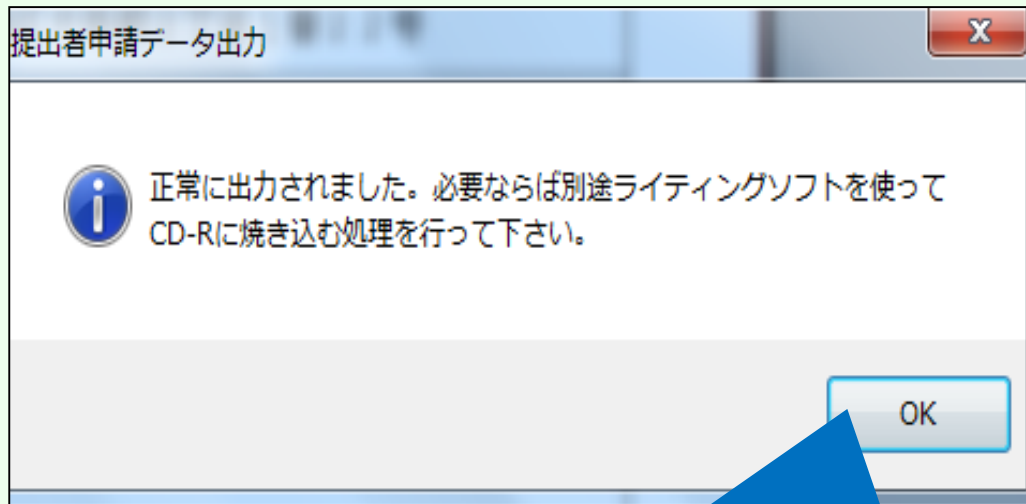 提出者申請データ出力
X
正常に出力されました。必要ならば別途ライティングソフトを使って
CD-Rに焼き込む処理を行って下さい。
OK